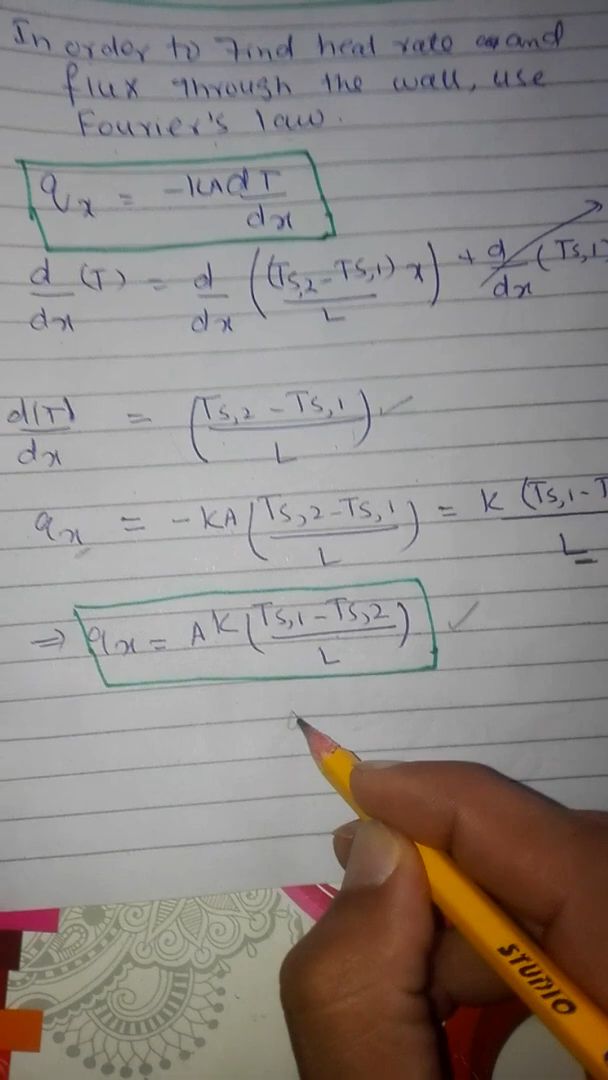 In order to find heat rate and
flux through the wall, use
Fourier's law.
qx = -KA dT/dx
d/dx (T) = d/dx ((Ts,2 - Ts,1)/L x) + d/dx (Ts,1)
d(T)/dx = (Ts,2 - Ts,1 / L) ✓
qx = -KA (Ts,2 - Ts,1 / L) = K (Ts,1 - T / L
⇒ qx = AK (Ts,1 - Ts,2 / L) ✓
STUDIO